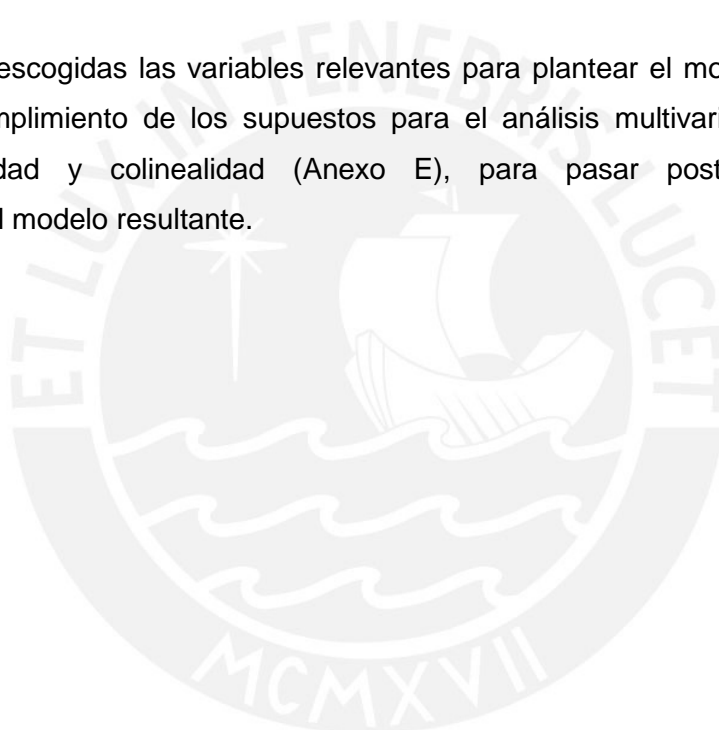 escogidas las variables relevantes para plantear el mo
mplimiento de los supuestos para el análisis multivari
dad y colinealidad (Anexo E), para pasar post
l modelo resultante.
ET LUX IN TENEBRIS LUCET
MCMXVII